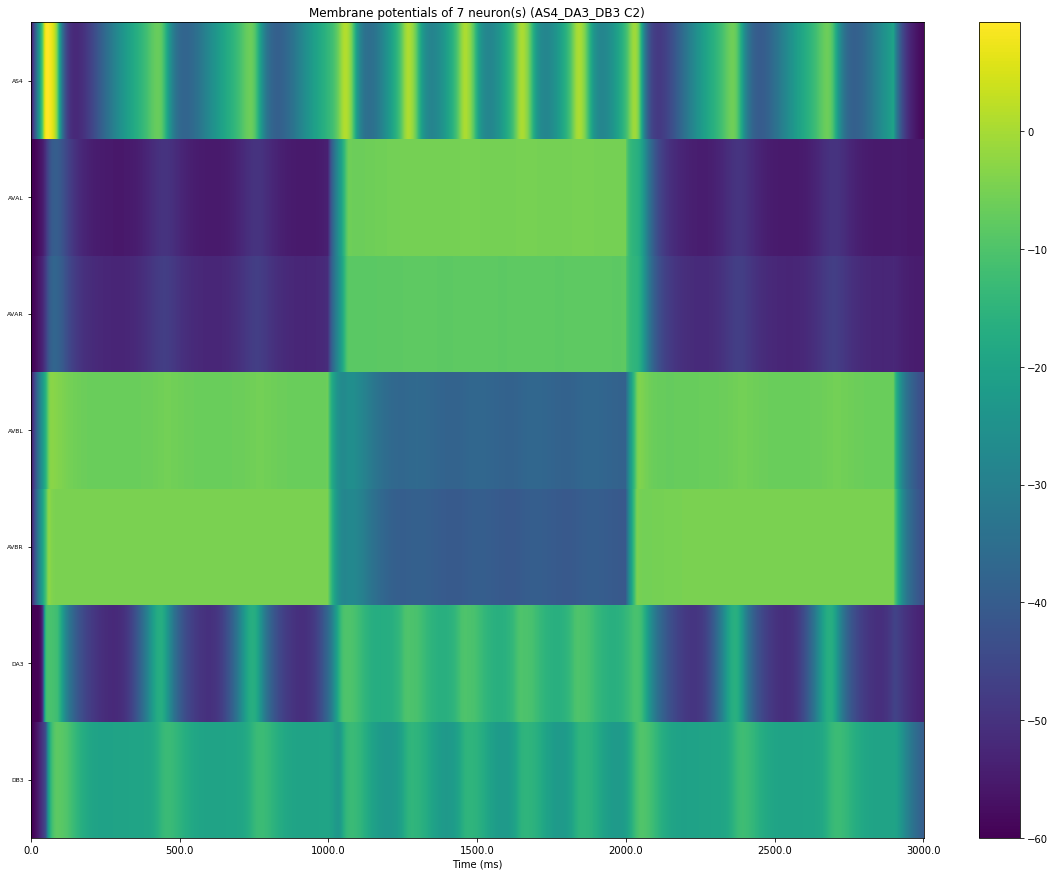 Membrane potentials of 7 neuron(s) (AS4_DA3_DB3 C2)
AS4
AVAL
AVAR
AVBL
AVBR
DA3
DB3
0.0 500.0 1000.0 1500.0 2000.0 2500.0 3000.0
Time (ms)
0
−10
−20
−30
−40
−50
−60